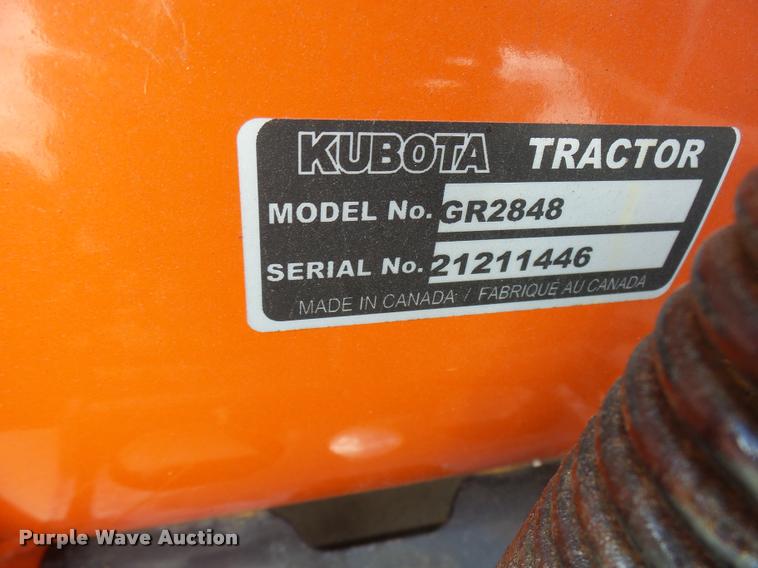 KUBOTA TRACTOR
MODEL No. GR2848
SERIAL No. 21211446
MADE IN CANADA / FABRIQUÉ AU CANADA
Purple Wave Auction